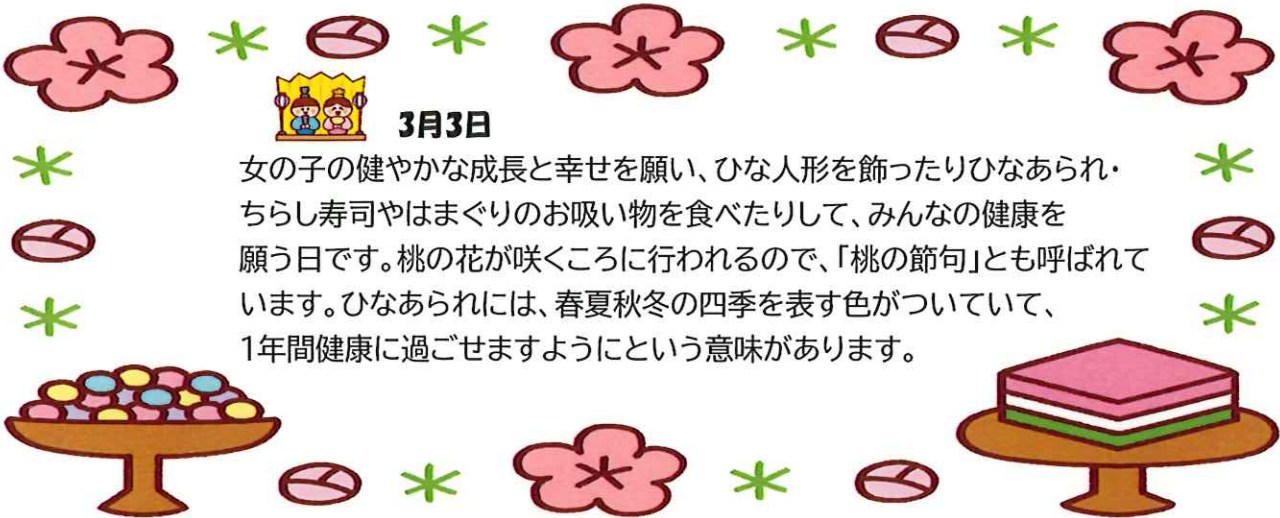 3月3日
女の子の健やかな成長と幸せを願い、ひな人形を飾ったりひなあられ・
ちらし寿司やはまぐりのお吸い物を食べたりして、みんなの健康を
願う日です。桃の花が咲くころに行われるので、「桃の節句」とも呼ばれて
います。ひなあられには、春夏秋冬の四季を表す色がついていて、
1年間健康に過ごせますようにという意味があります。